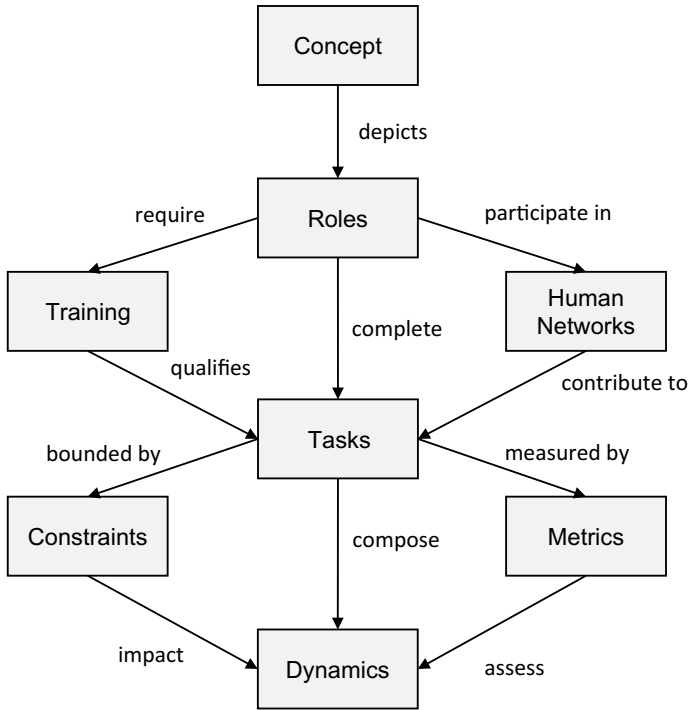 Concept
depicts
Roles
require
participate in
Training
Human
Networks
complete
qualifies
contribute to
Tasks
bounded by
measured by
Constraints
Metrics
compose
impact
Dynamics
assess